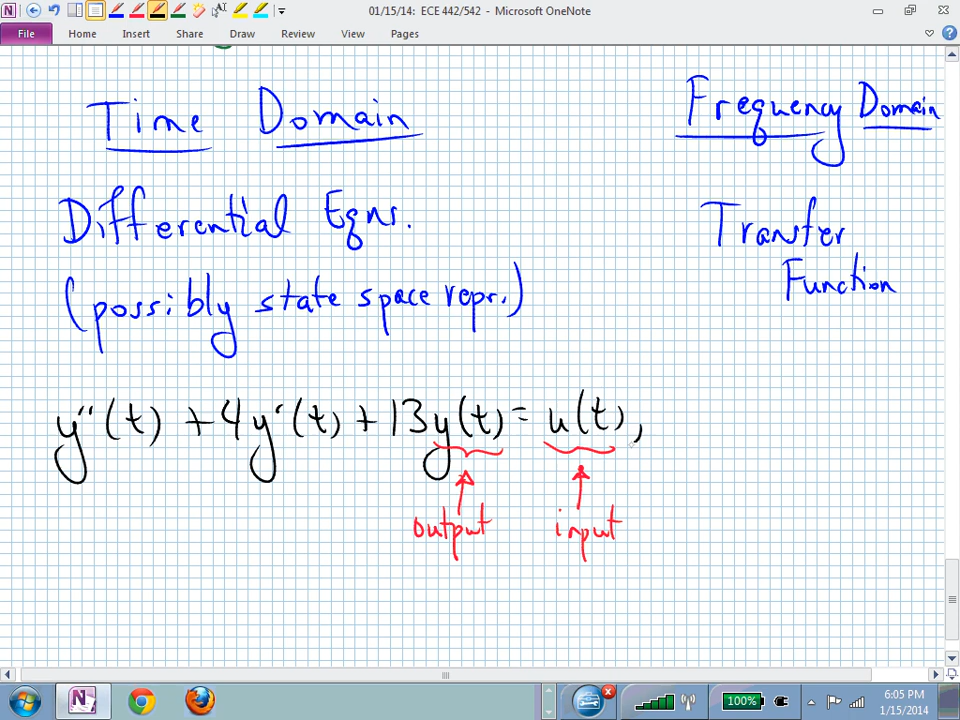 01/15/14: ECE 442/542 - Microsoft OneNote
File Home Insert Share Draw Review View Pages
Time Domain
Frequency Domain
Differential Eqns.
(possibly state space repr.)
Transfer
Function
y''(t) + 4y'(t) + 13y(t) = u(t),
output input
100%
6:05 PM
1/15/2014